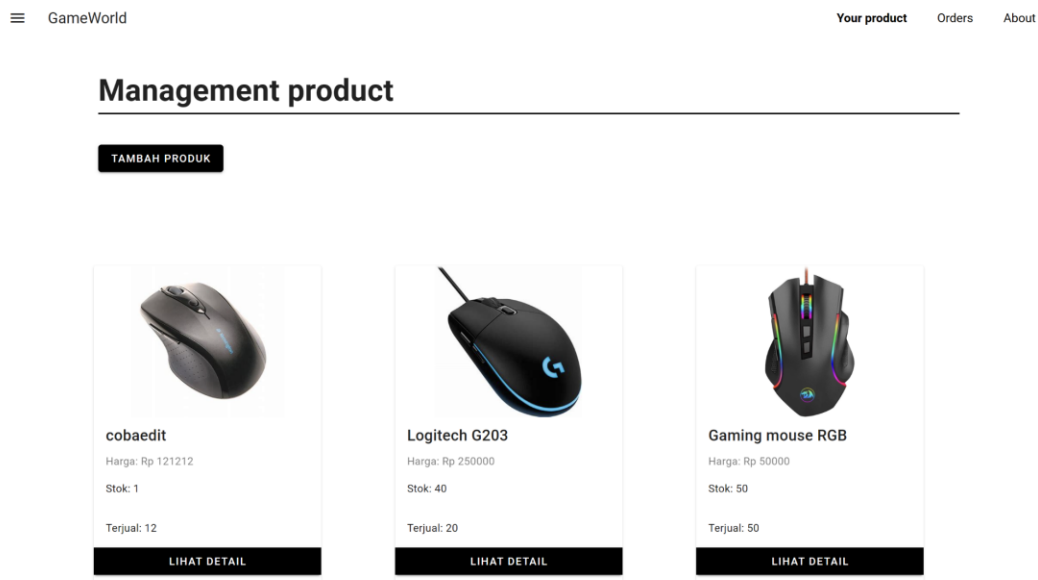 GameWorld
Your product
Orders
About
Management product
TAMBAH PRODUK
cobaedit
Harga: Rp 121212
Stok: 1
Terjual: 12
LIHAT DETAIL
Logitech G203
Harga: Rp 250000
Stok: 40
Terjual: 20
LIHAT DETAIL
Gaming mouse RGB
Harga: Rp 50000
Stok: 50
Terjual: 50
LIHAT DETAIL